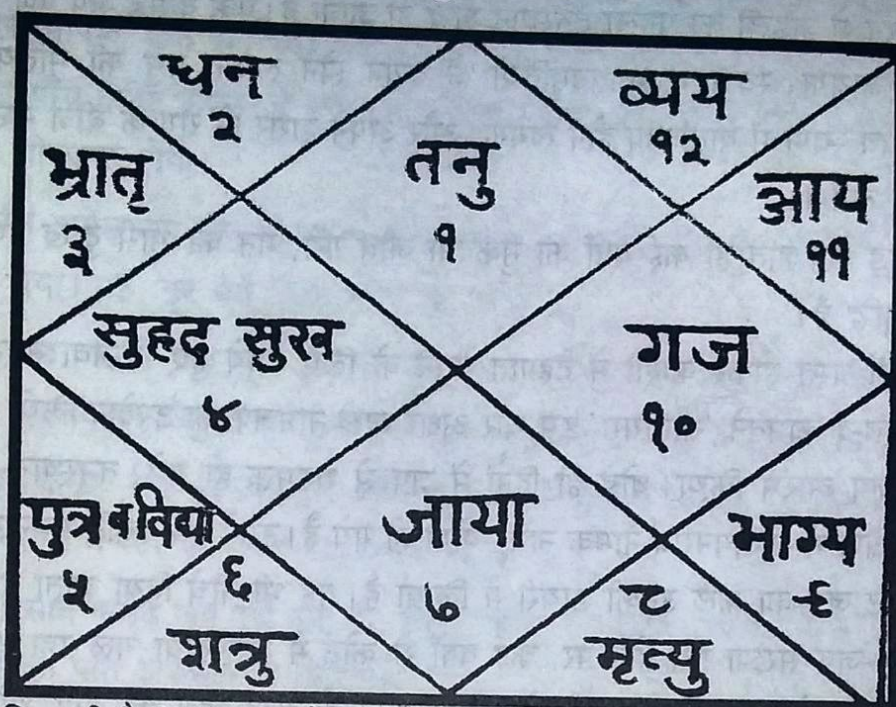 धन
२
व्यय
१२
भ्रातृ
३
तनु
१
आय
११
सुहृद सुख
४
गज
१०
पुत्र व विद्या
५
६
शत्रु
जाया
७
८
मृत्यु
भाग्य
९